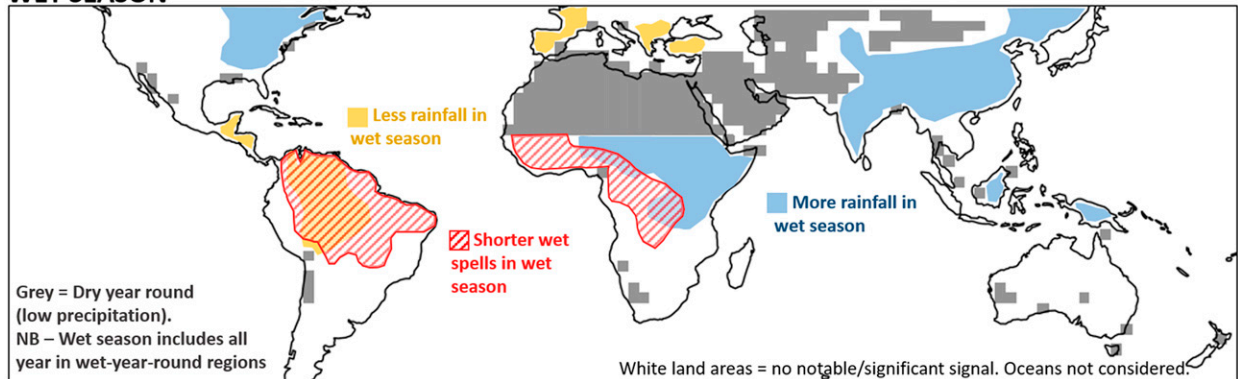 WET SEASON
Less rainfall in
wet season
More rainfall in
wet season
Shorter wet
spells in wet
season
Grey = Dry year round
(low precipitation).
NB – Wet season includes all
year in wet-year-round regions
White land areas = no notable/significant signal. Oceans not considered.